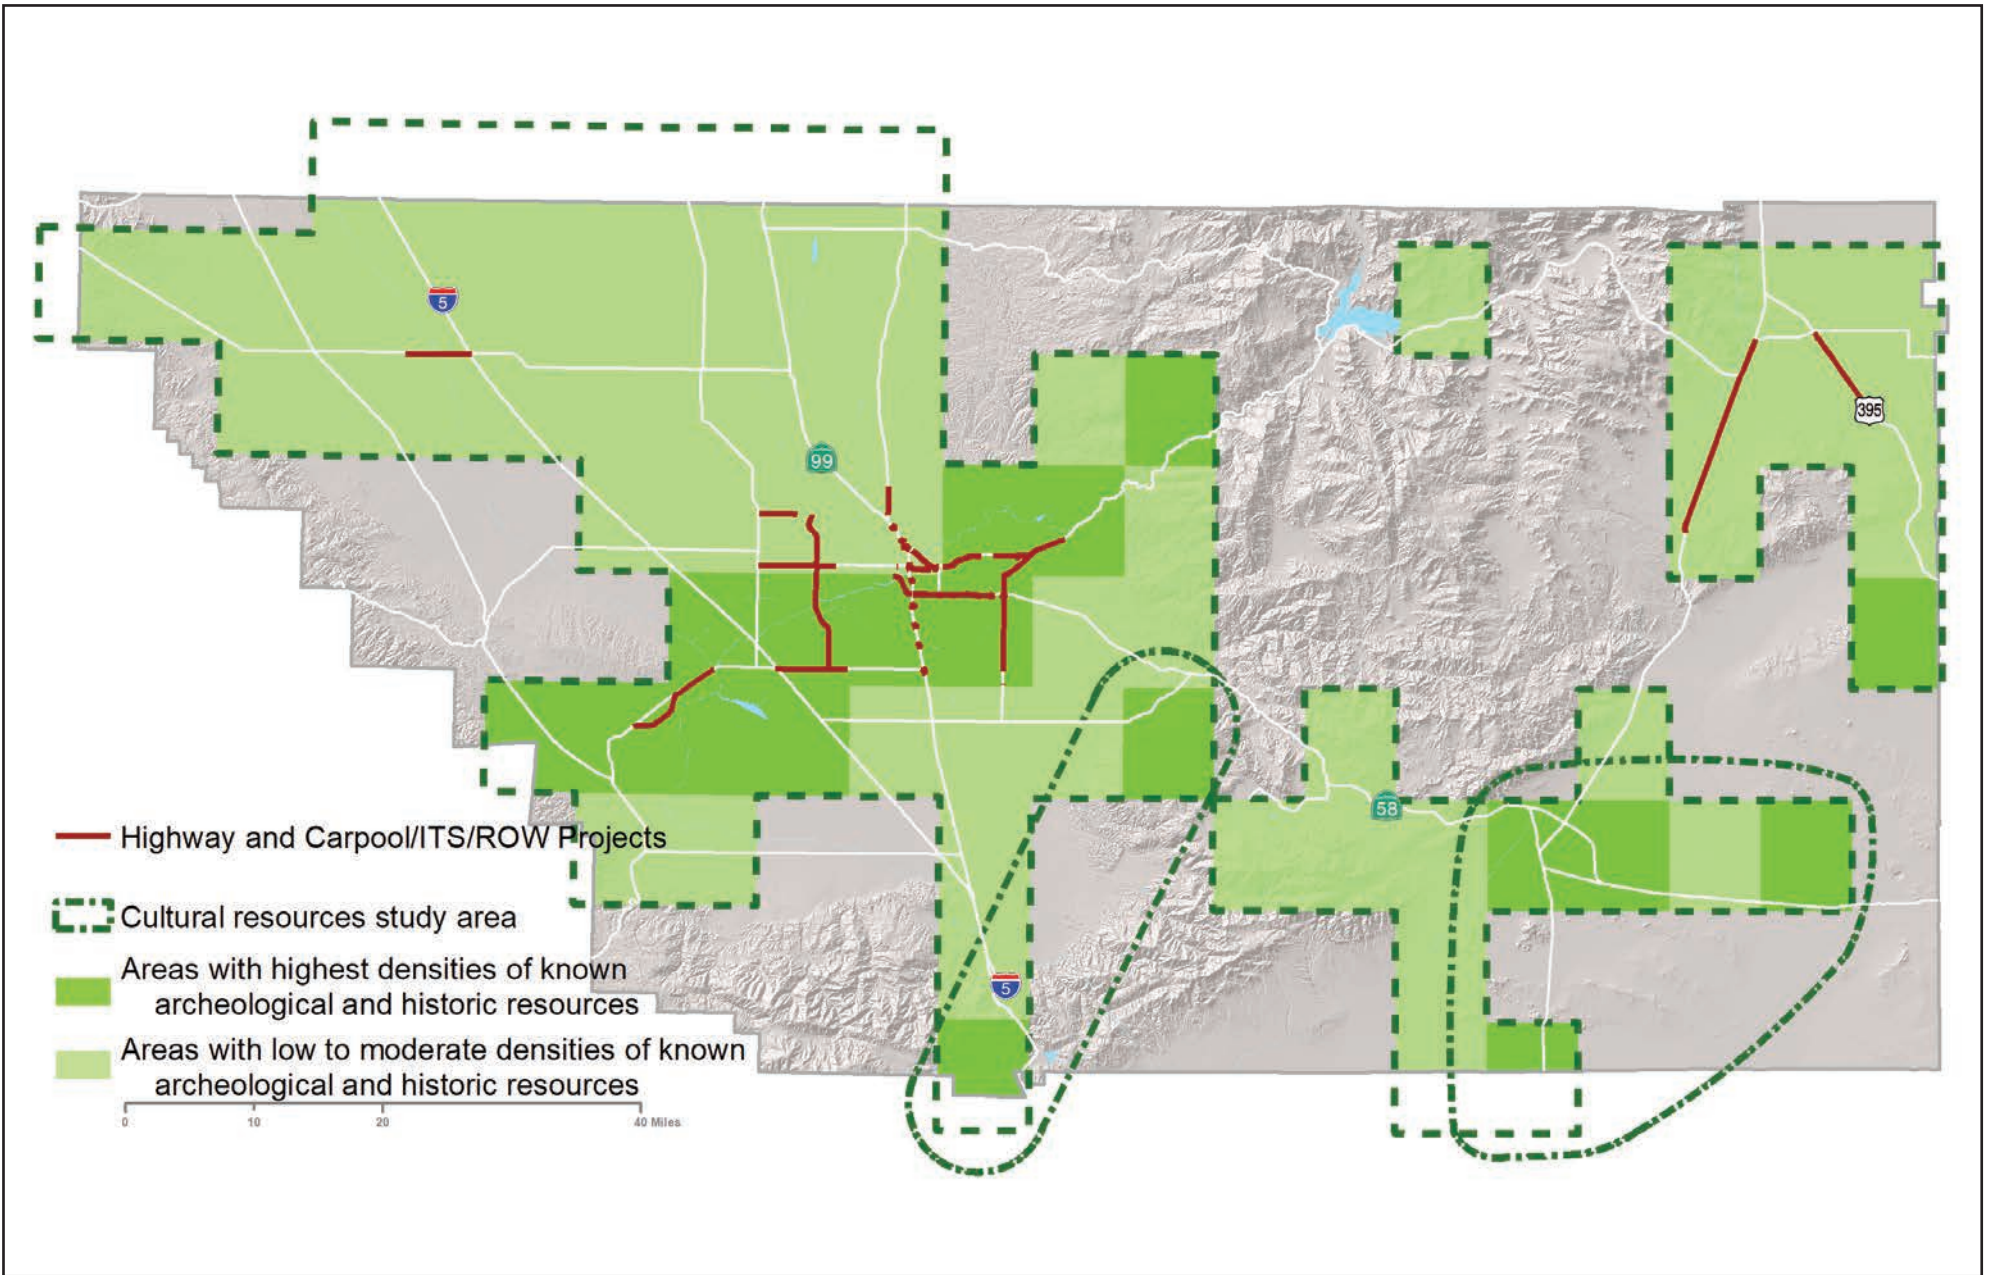 5
99
395
58
5
Highway and Carpool/ITS/ROW Projects
Cultural resources study area
Areas with highest densities of known
archeological and historic resources
Areas with low to moderate densities of known
archeological and historic resources
0 10 20 40 Miles